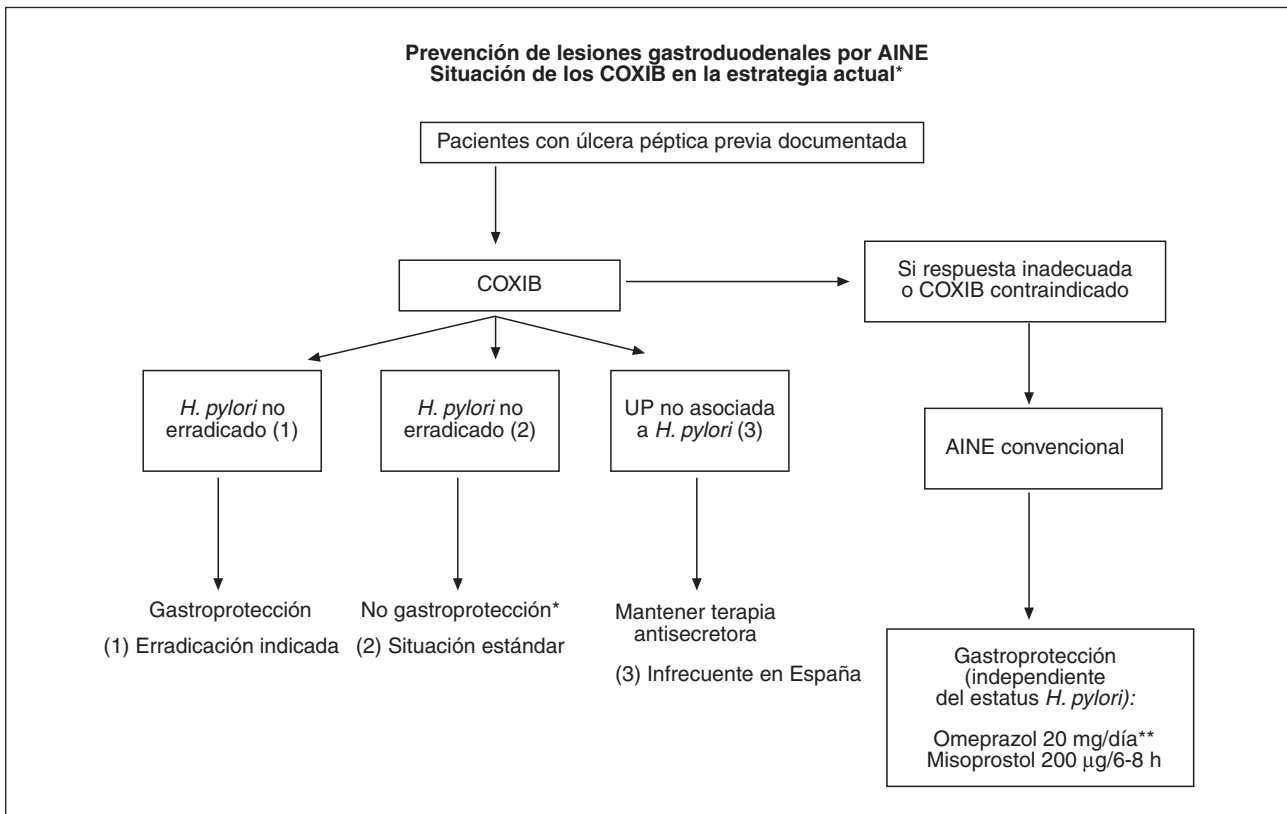 Prevención de lesiones gastroduodenales por AINE
Situación de los COXIB en la estrategia actual*
Pacientes con úlcera péptica previa documentada
COXIB
Si respuesta inadecuada
o COXIB contraindicado
H. pylori no
erradicado (1)
H. pylori no
erradicado (2)
UP no asociada
a H. pylori (3)
AINE convencional
Gastroprotección
(1) Erradicación indicada
No gastroprotección*
(2) Situación estándar
Mantener terapia
antisecretora
(3) Infrecuente en España
Gastroprotección
(independiente
del estatus H. pylori):
Omeprazol 20 mg/día**
Misoprostol 200 μg/6-8 h